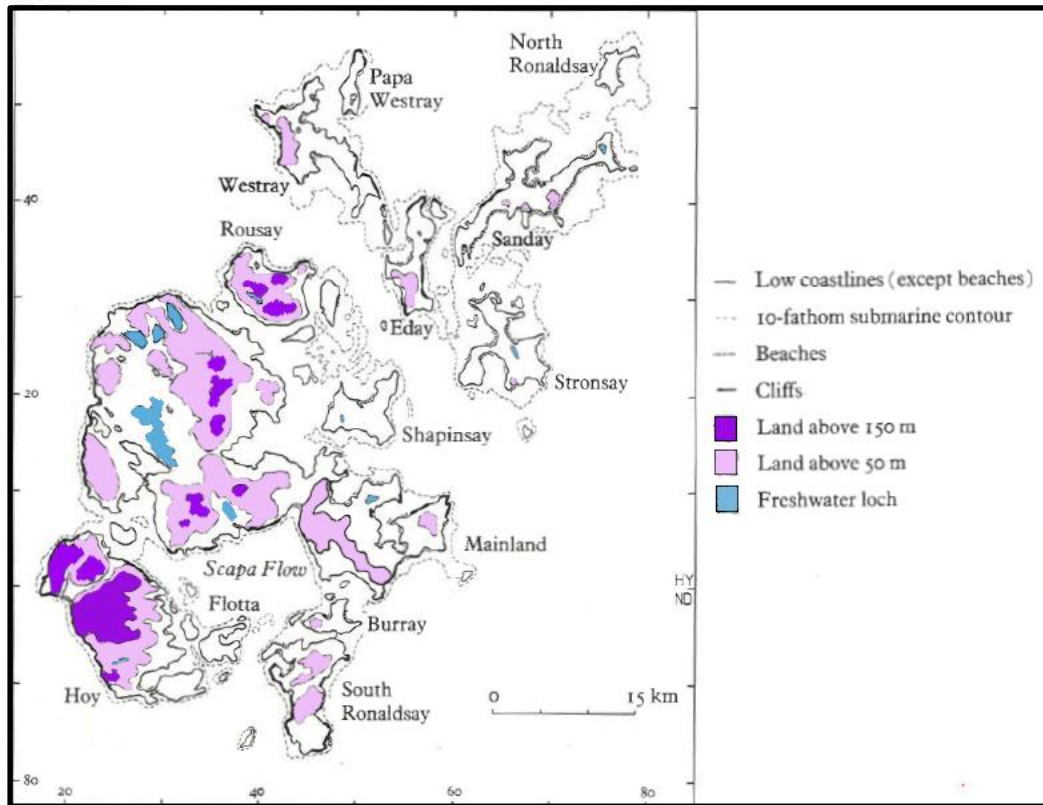 North
Ronaldsay
Papa
Westray
Westray
40
Rousay
Sanday
Eday
Stronsay
20
Shapinsay
Mainland
Scapa Flow
HY
ND
Flotta
Burray
Hoy
South
Ronaldsay
0 15 km
80
20 40 60 80
Low coastlines (except beaches)
10-fathom submarine contour
Beaches
Cliffs
Land above 150 m
Land above 50 m
Freshwater loch